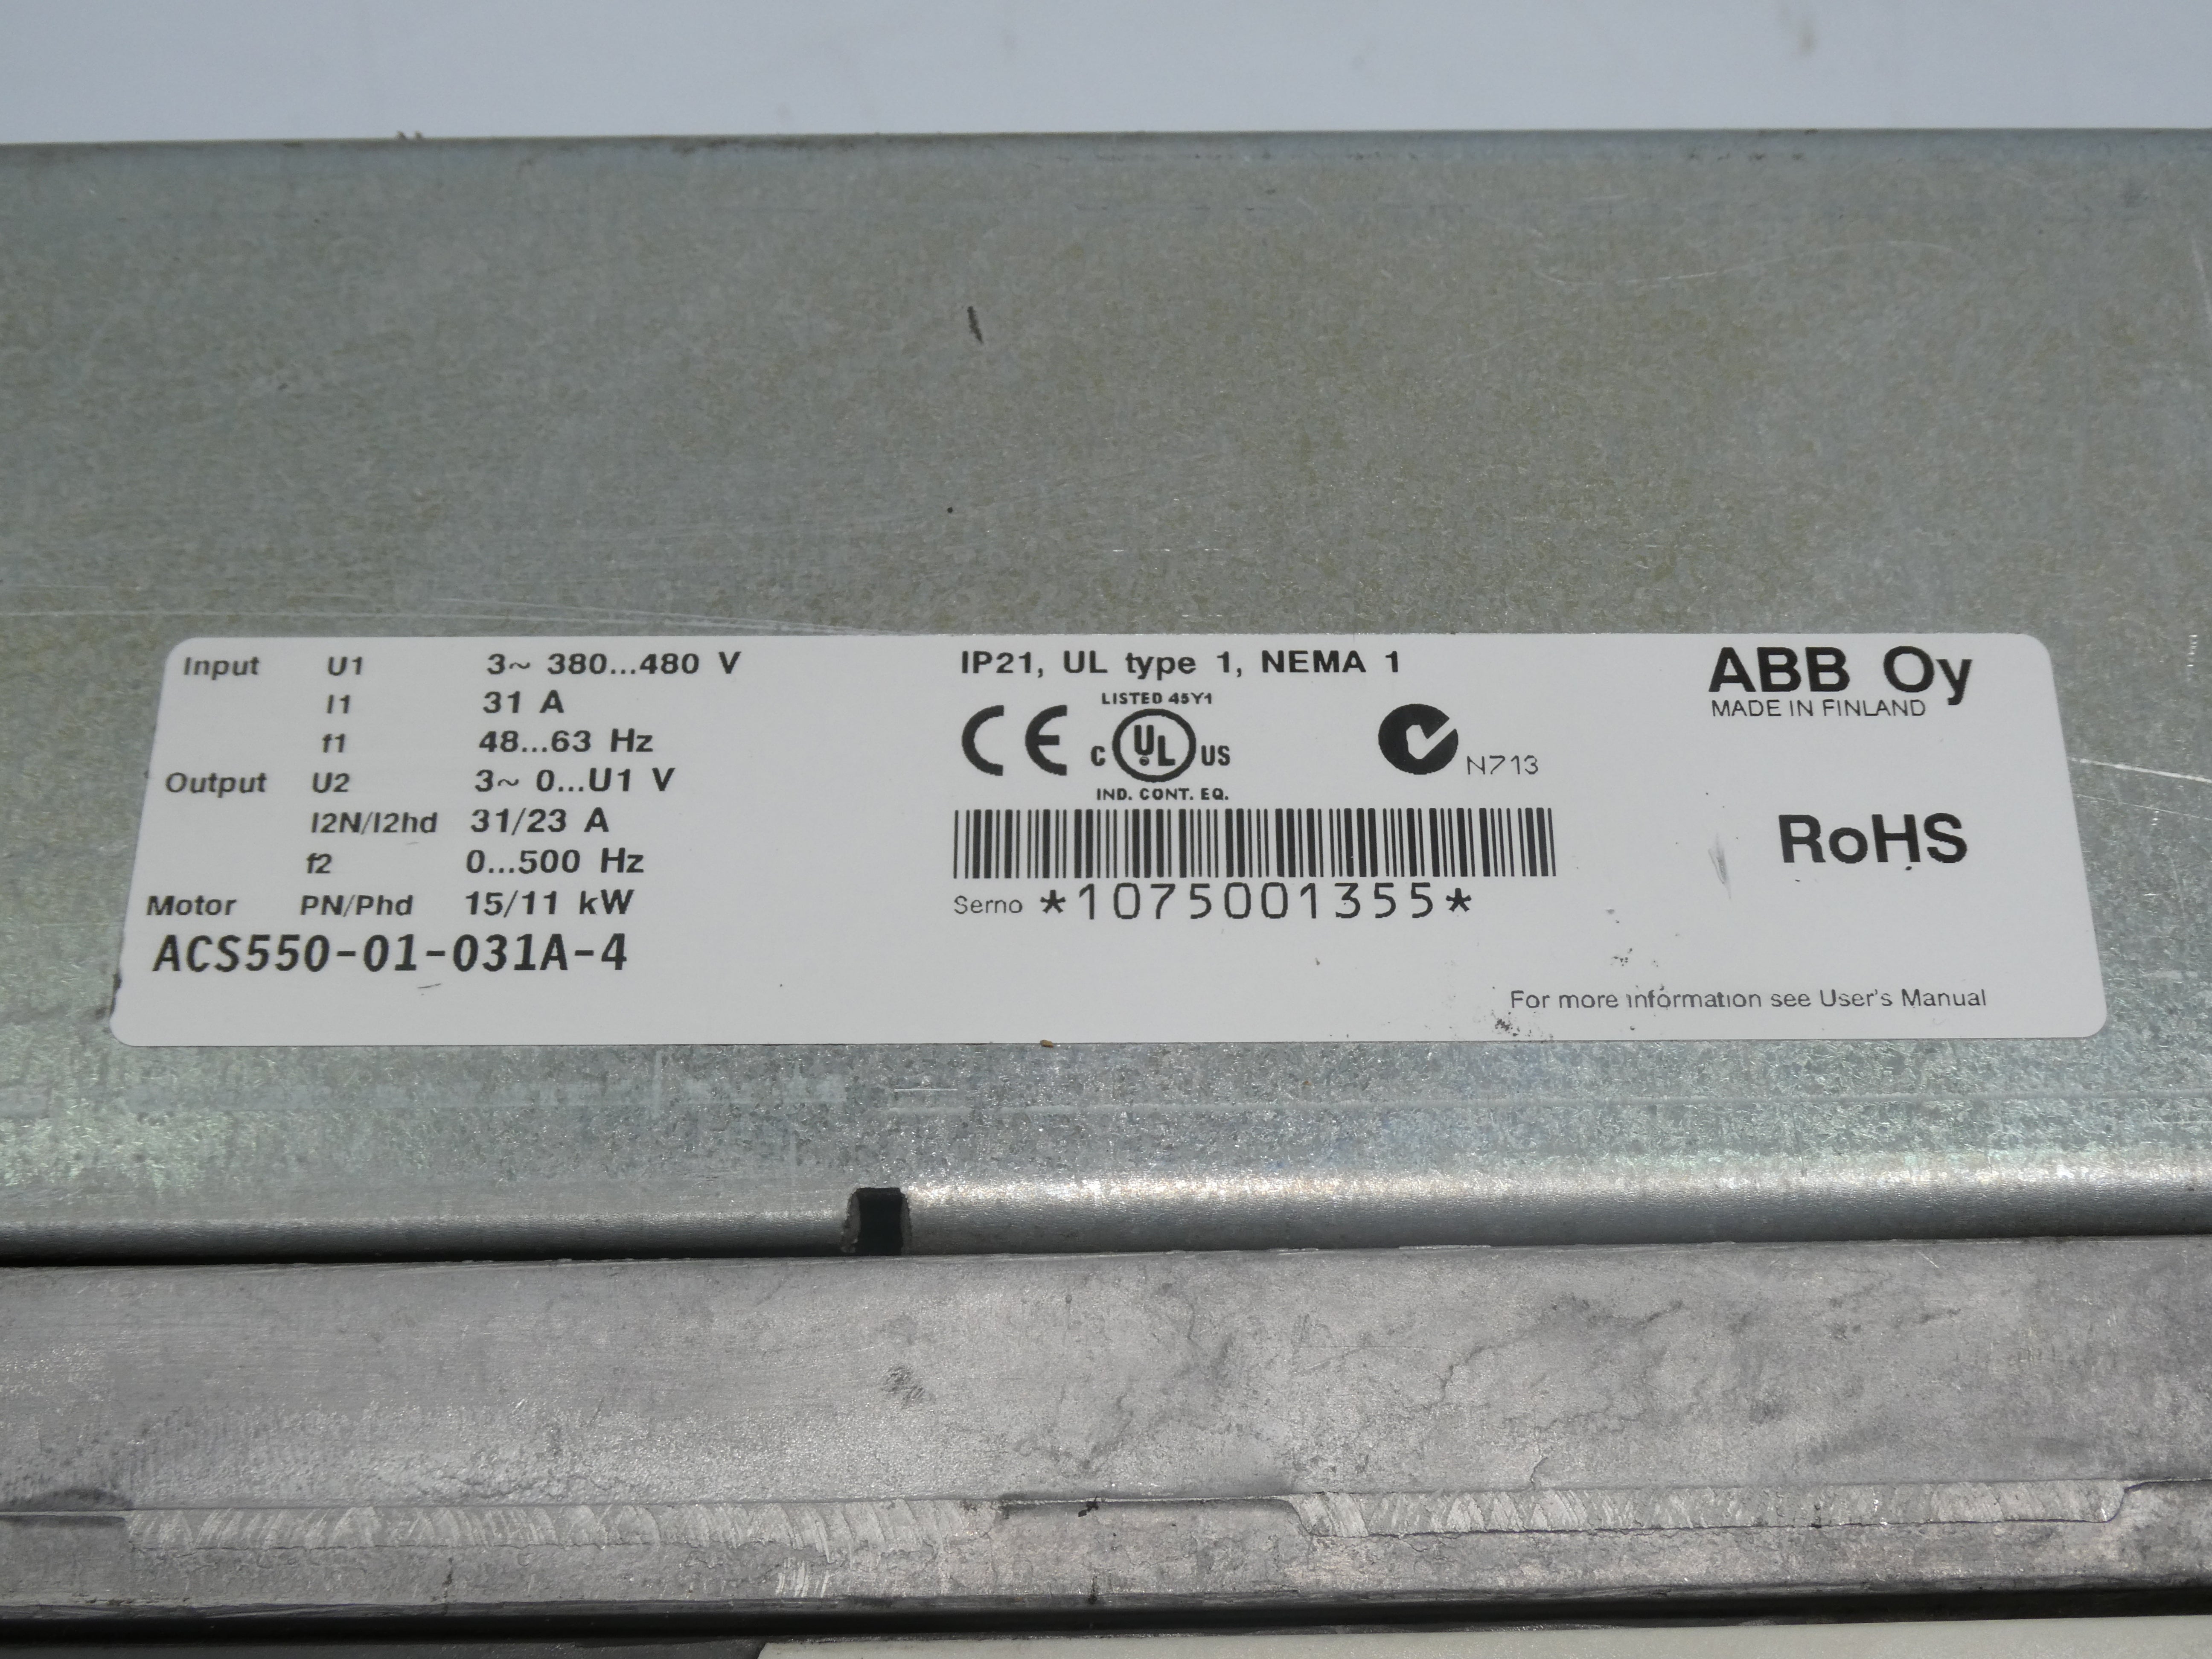 Input U1 3~ 380...480 V
I1 31 A
f1 48...63 Hz
Output U2 3~ 0...U1 V
I2N/I2hd 31/23 A
f2 0...500 Hz
Motor PN/Phd 15/11 kW
ACS550-01-031A-4
IP21, UL type 1, NEMA 1
LISTED 45Y1
CE C UL US N713
IND. CONT. EQ.
Serno *1075001355*
ABB Oy
MADE IN FINLAND
RoHS
For more information see User's Manual